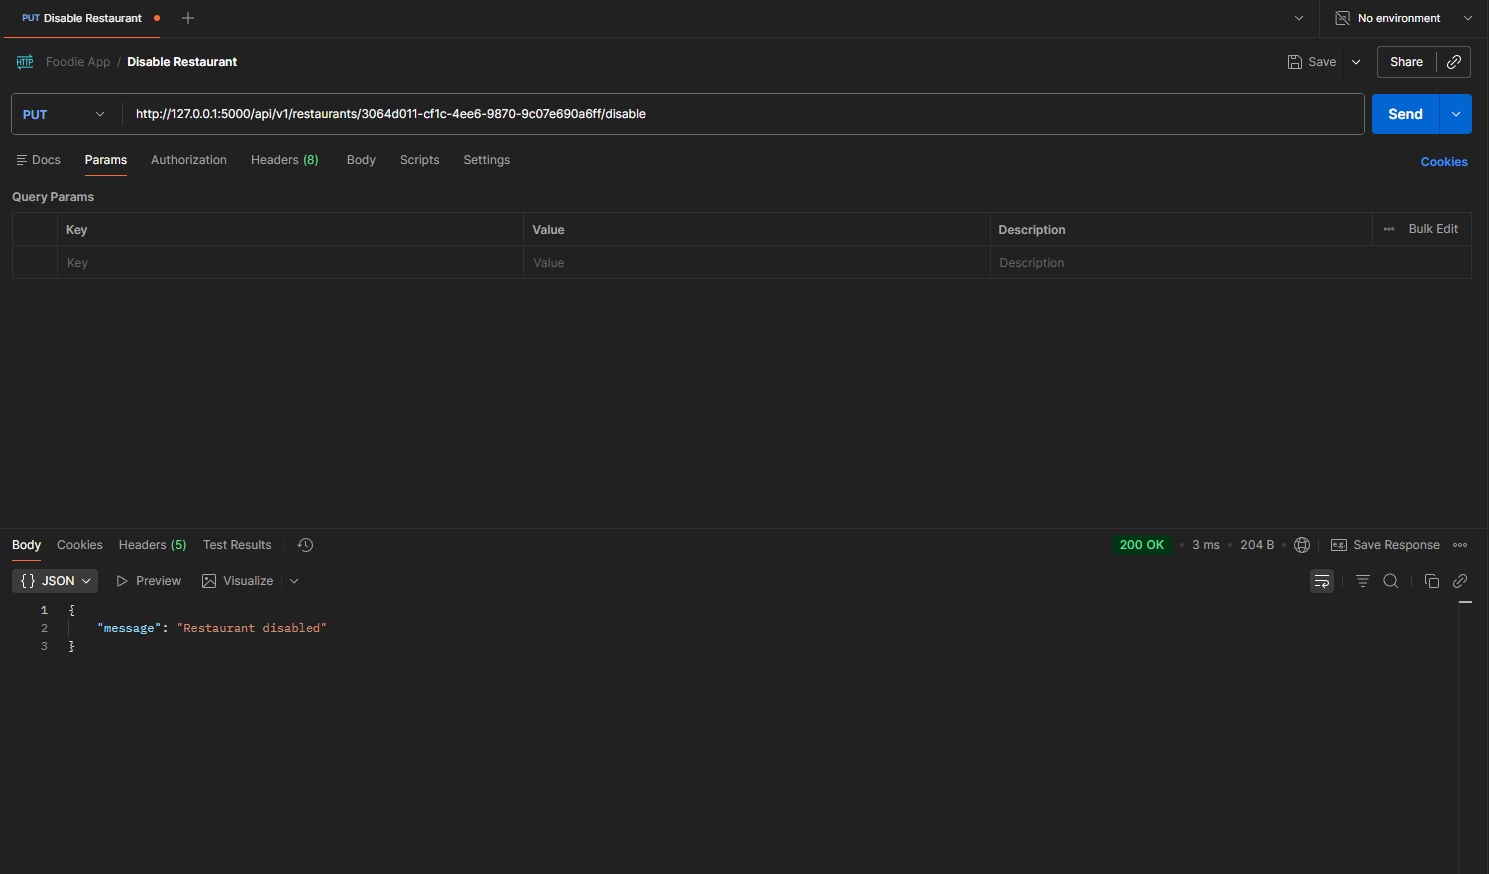 PUT Disable Restaurant
No environment
HTTP Foodie App / Disable Restaurant
Save
Share
PUT
http://127.0.0.1:5000/api/v1/restaurants/3064d011-cf1c-4ee6-9870-9c07e690a6ff/disable
Send
Docs Params Authorization Headers (8) Body Scripts Settings
Cookies
Query Params
Key Value Description Bulk Edit
Key Value Description
Body Cookies Headers (5) Test Results
200 OK • 3 ms • 204 B • e.g. Save Response
{} JSON Preview Visualize
1 {
2 "message": "Restaurant disabled"
3 }